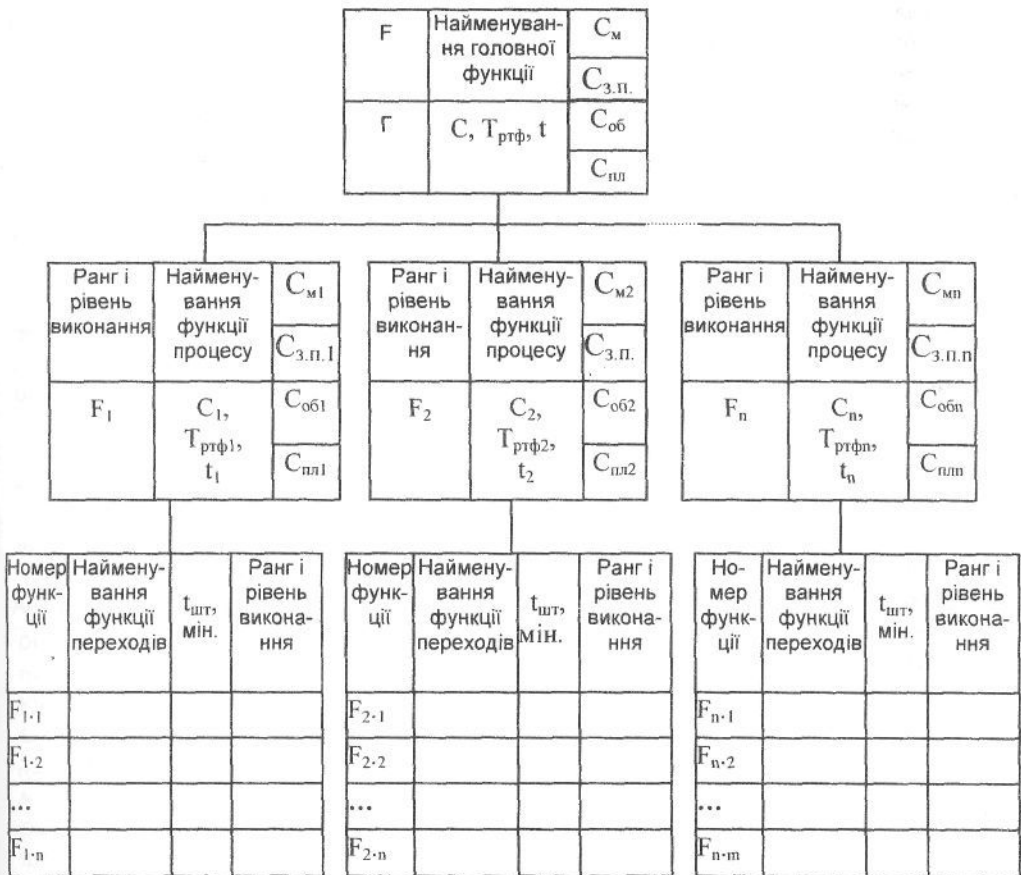 F
Найменуван-
ня головної
функції
Cм
Cз.п.
Г
C, Tртф, t
Cоб
Cпл
Ранг і
рівень
виконання
Наймену-
вання
функції
процесу
Cм1
Cз.п.1
F1
C1,
Tртф1,
t1
Cоб1
Cпл1
Ранг і
рівень
виконан-
ня
Наймену-
вання
функції
процесу
Cм2
Cз.п.
F2
C2,
Tртф2,
t2
Cоб2
Cпл2
Ранг і
рівень
виконання
Наймену-
вання
функції
процесу
Cмn
Cз.п.n
Fn
Cn,
Tртфn,
tn
Cобn
Cплn
Номер
функ-
ції
Наймену-
вання
функції
переходів
tшт,
мін.
Ранг і
рівень
викона-
ння
F1·1
F1·2
...
F1·n
Номер
функ-
ції
Наймену-
вання
функції
переходів
tшт,
мін.
Ранг і
рівень
викона-
ння
F2·1
F2·2
...
F2·n
Но-
мер
функ-
ції
Наймену-
вання
функції
переходів
tшт,
мін.
Ранг і
рівень
викона-
ння
Fn·1
Fn·2
...
Fn·m